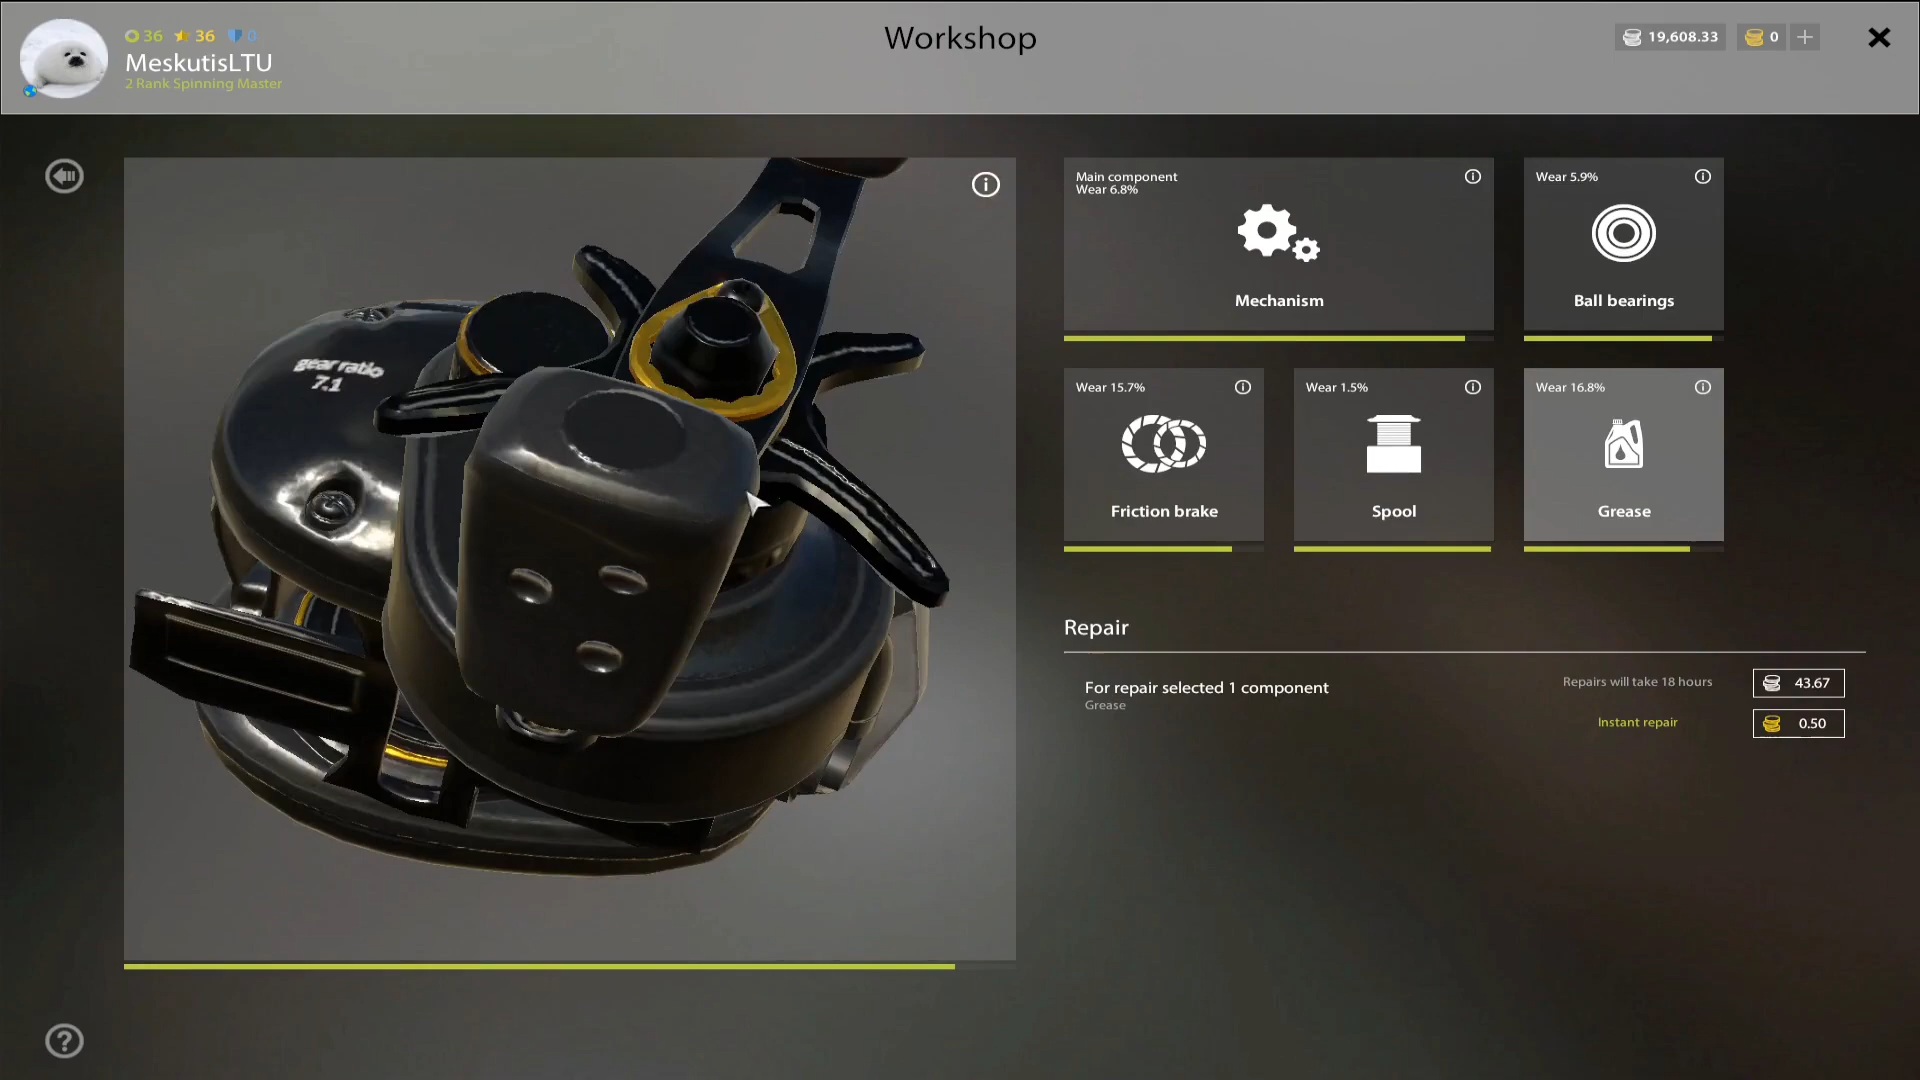 36 36 0
MeskutisLTU
2 Rank Spinning Master
Workshop
19,608.33 0
gear ratio
7.1
Main component
Wear 6.8%
Mechanism
Wear 5.9%
Ball bearings
Wear 15.7%
Friction brake
Wear 1.5%
Spool
Wear 16.8%
Grease
Repair
For repair selected 1 component
Grease
Repairs will take 18 hours 43.67
Instant repair 0.50